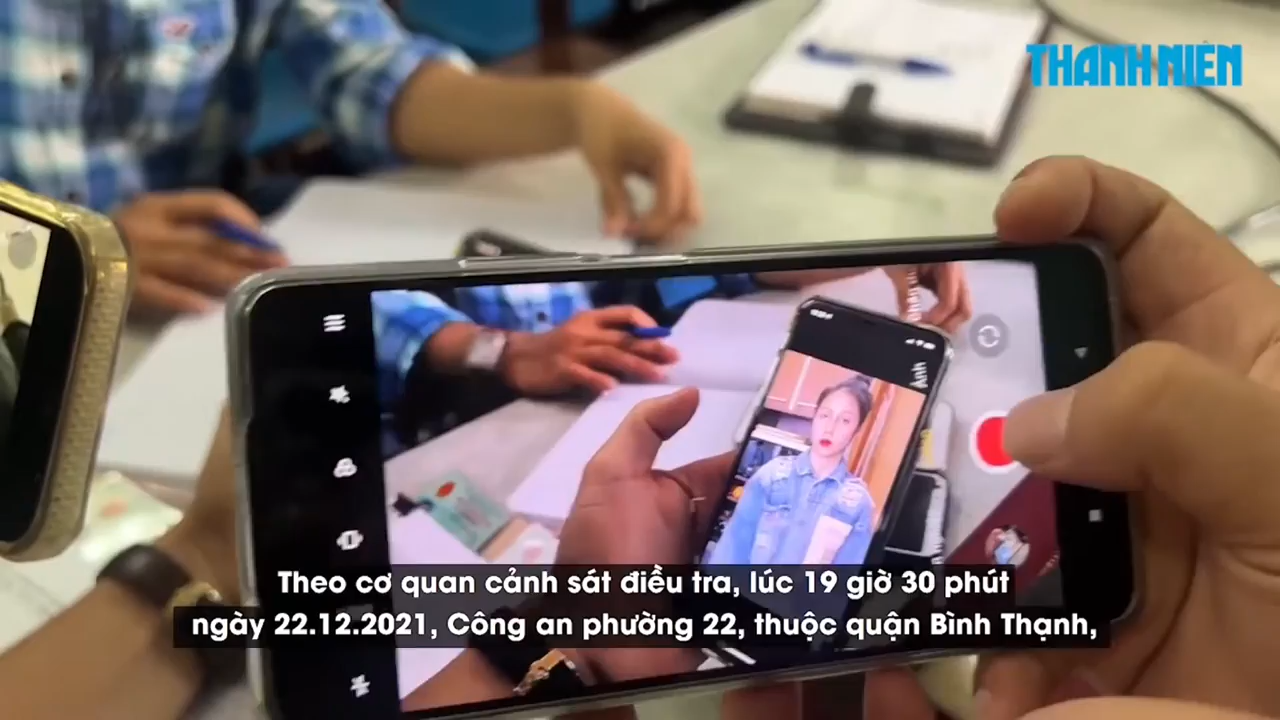 THANH NIÊN
Ảnh
Theo cơ quan cảnh sát điều tra, lúc 19 giờ 30 phút
ngày 22.12.2021, Công an phường 22, thuộc quận Bình Thạnh,